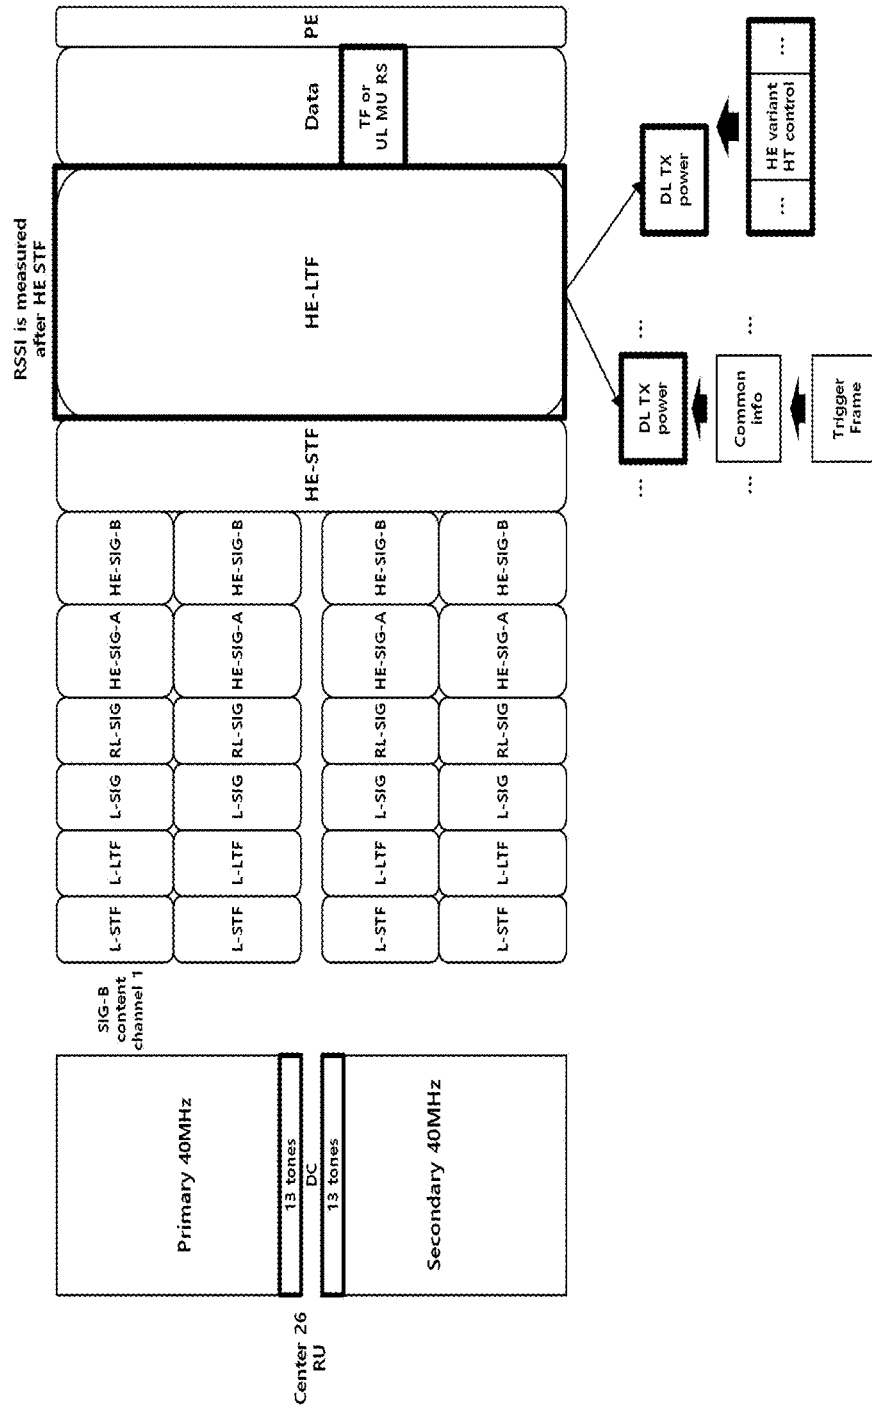 RSSI is measured
after HE STF
SIG-B
content
channel 1
L-STF
L-LTF
L-SIG
RL-SIG
HE-SIG-A
HE-SIG-B
Primary 40MHz
L-STF
L-LTF
L-SIG
RL-SIG
HE-SIG-A
HE-SIG-B
Center 26
RU
13 tones
DC
13 tones
HE-STF
HE-LTF
Data
PE
L-STF
L-LTF
L-SIG
RL-SIG
HE-SIG-A
HE-SIG-B
TF or
UL MU RS
Secondary 40MHz
L-STF
L-LTF
L-SIG
RL-SIG
HE-SIG-A
HE-SIG-B
...
DL TX
power
...
DL TX
power
...
Common
info
...
...
HE variant
HT control
...
Trigger
Frame